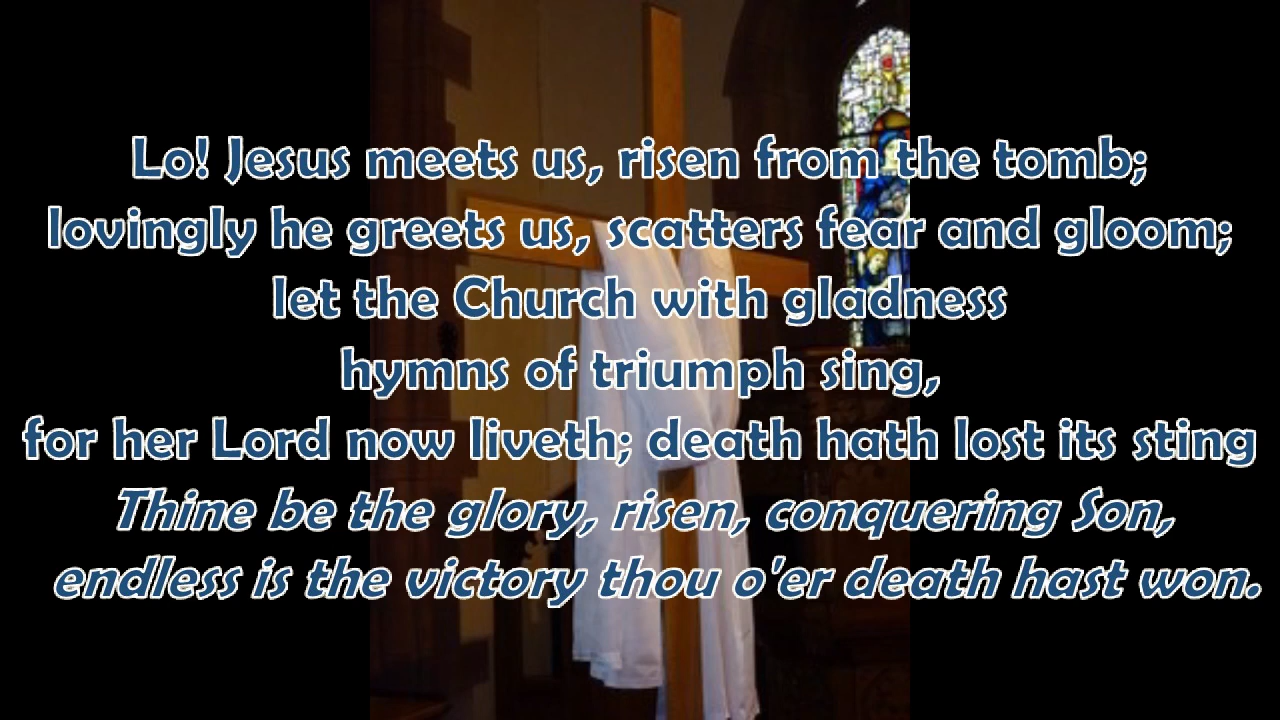 Lo! Jesus meets us, risen from the tomb;
lovingly he greets us, scatters fear and gloom;
let the Church with gladness
hymns of triumph sing,
for her Lord now liveth; death hath lost its sting
Thine be the glory, risen, conquering Son,
endless is the victory thou o'er death hast won.